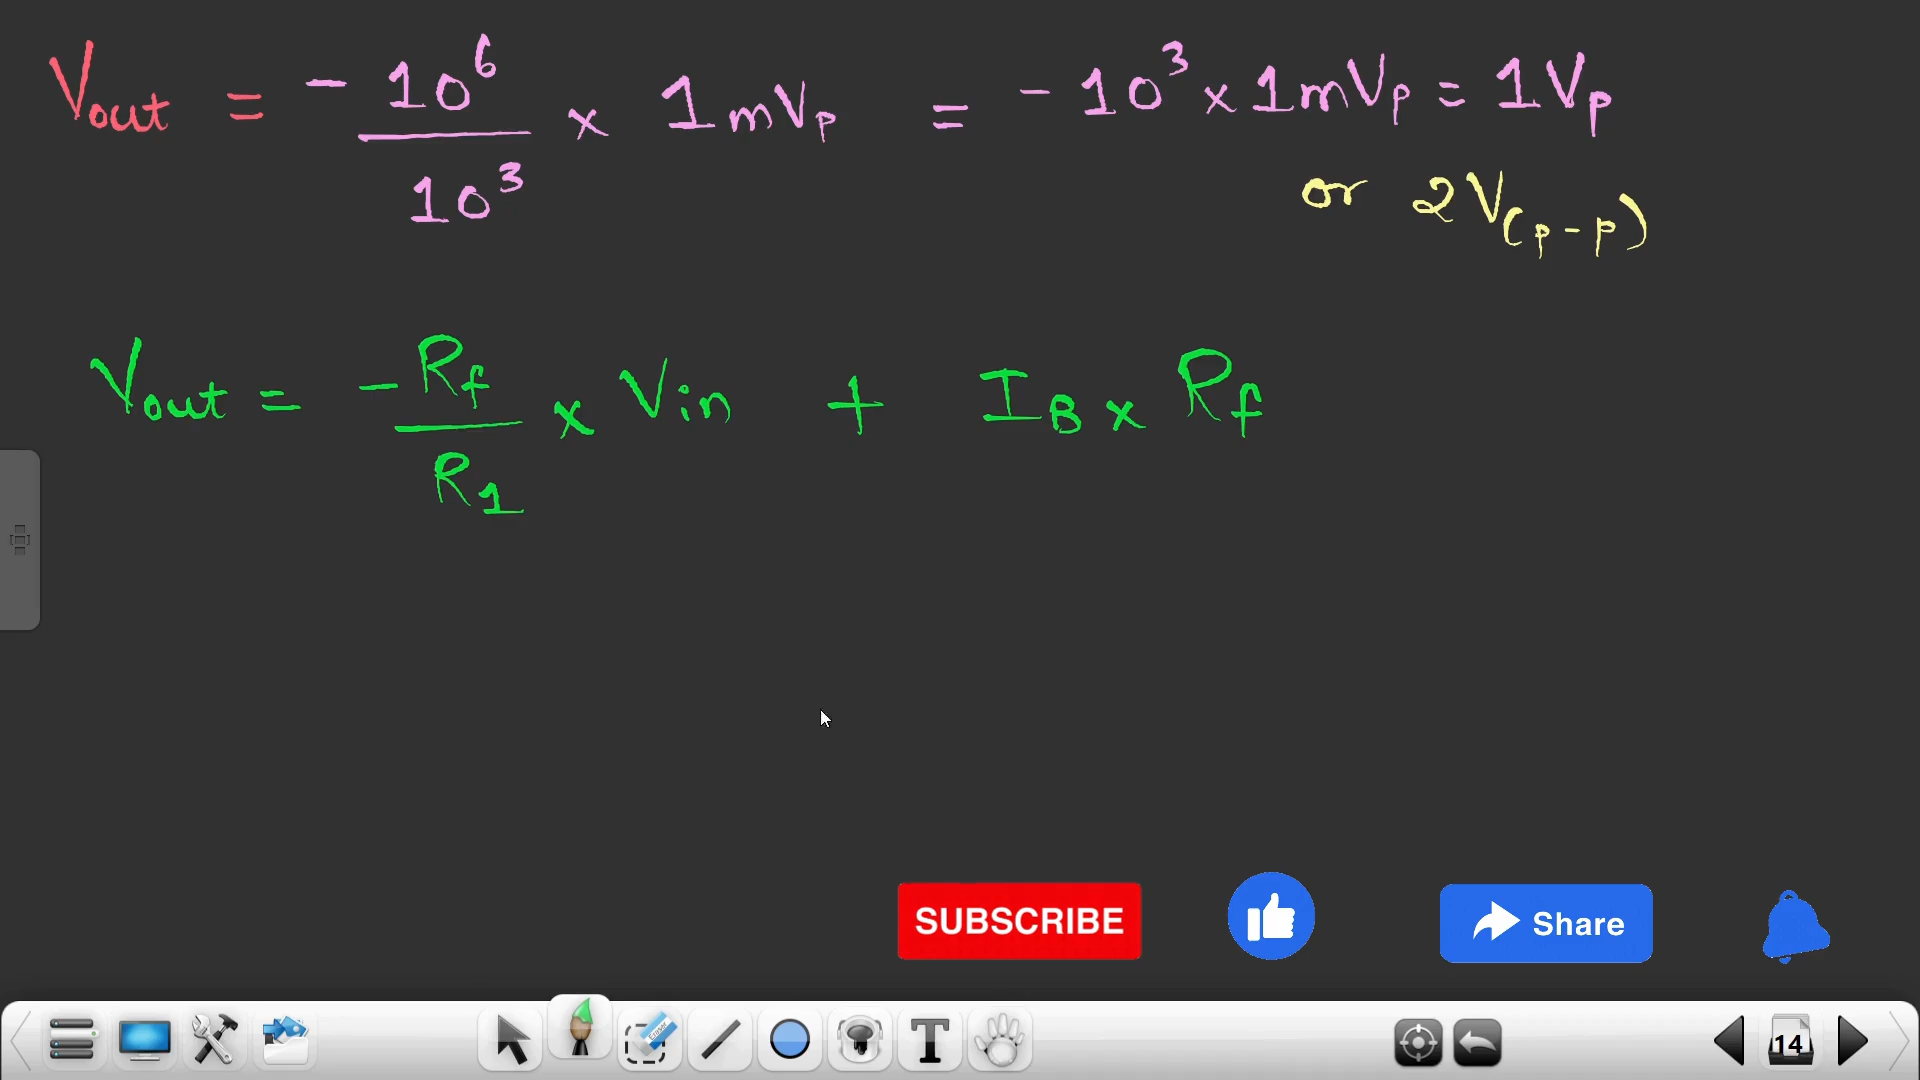 Vout = - 10^6 / 10^3 x 1mVp = - 10^3 x 1mVp = 1Vp
or 2V(p-p)
Vout = -Rf / R1 x Vin + IB x Rf
SUBSCRIBE
Share
Eraser
T
14